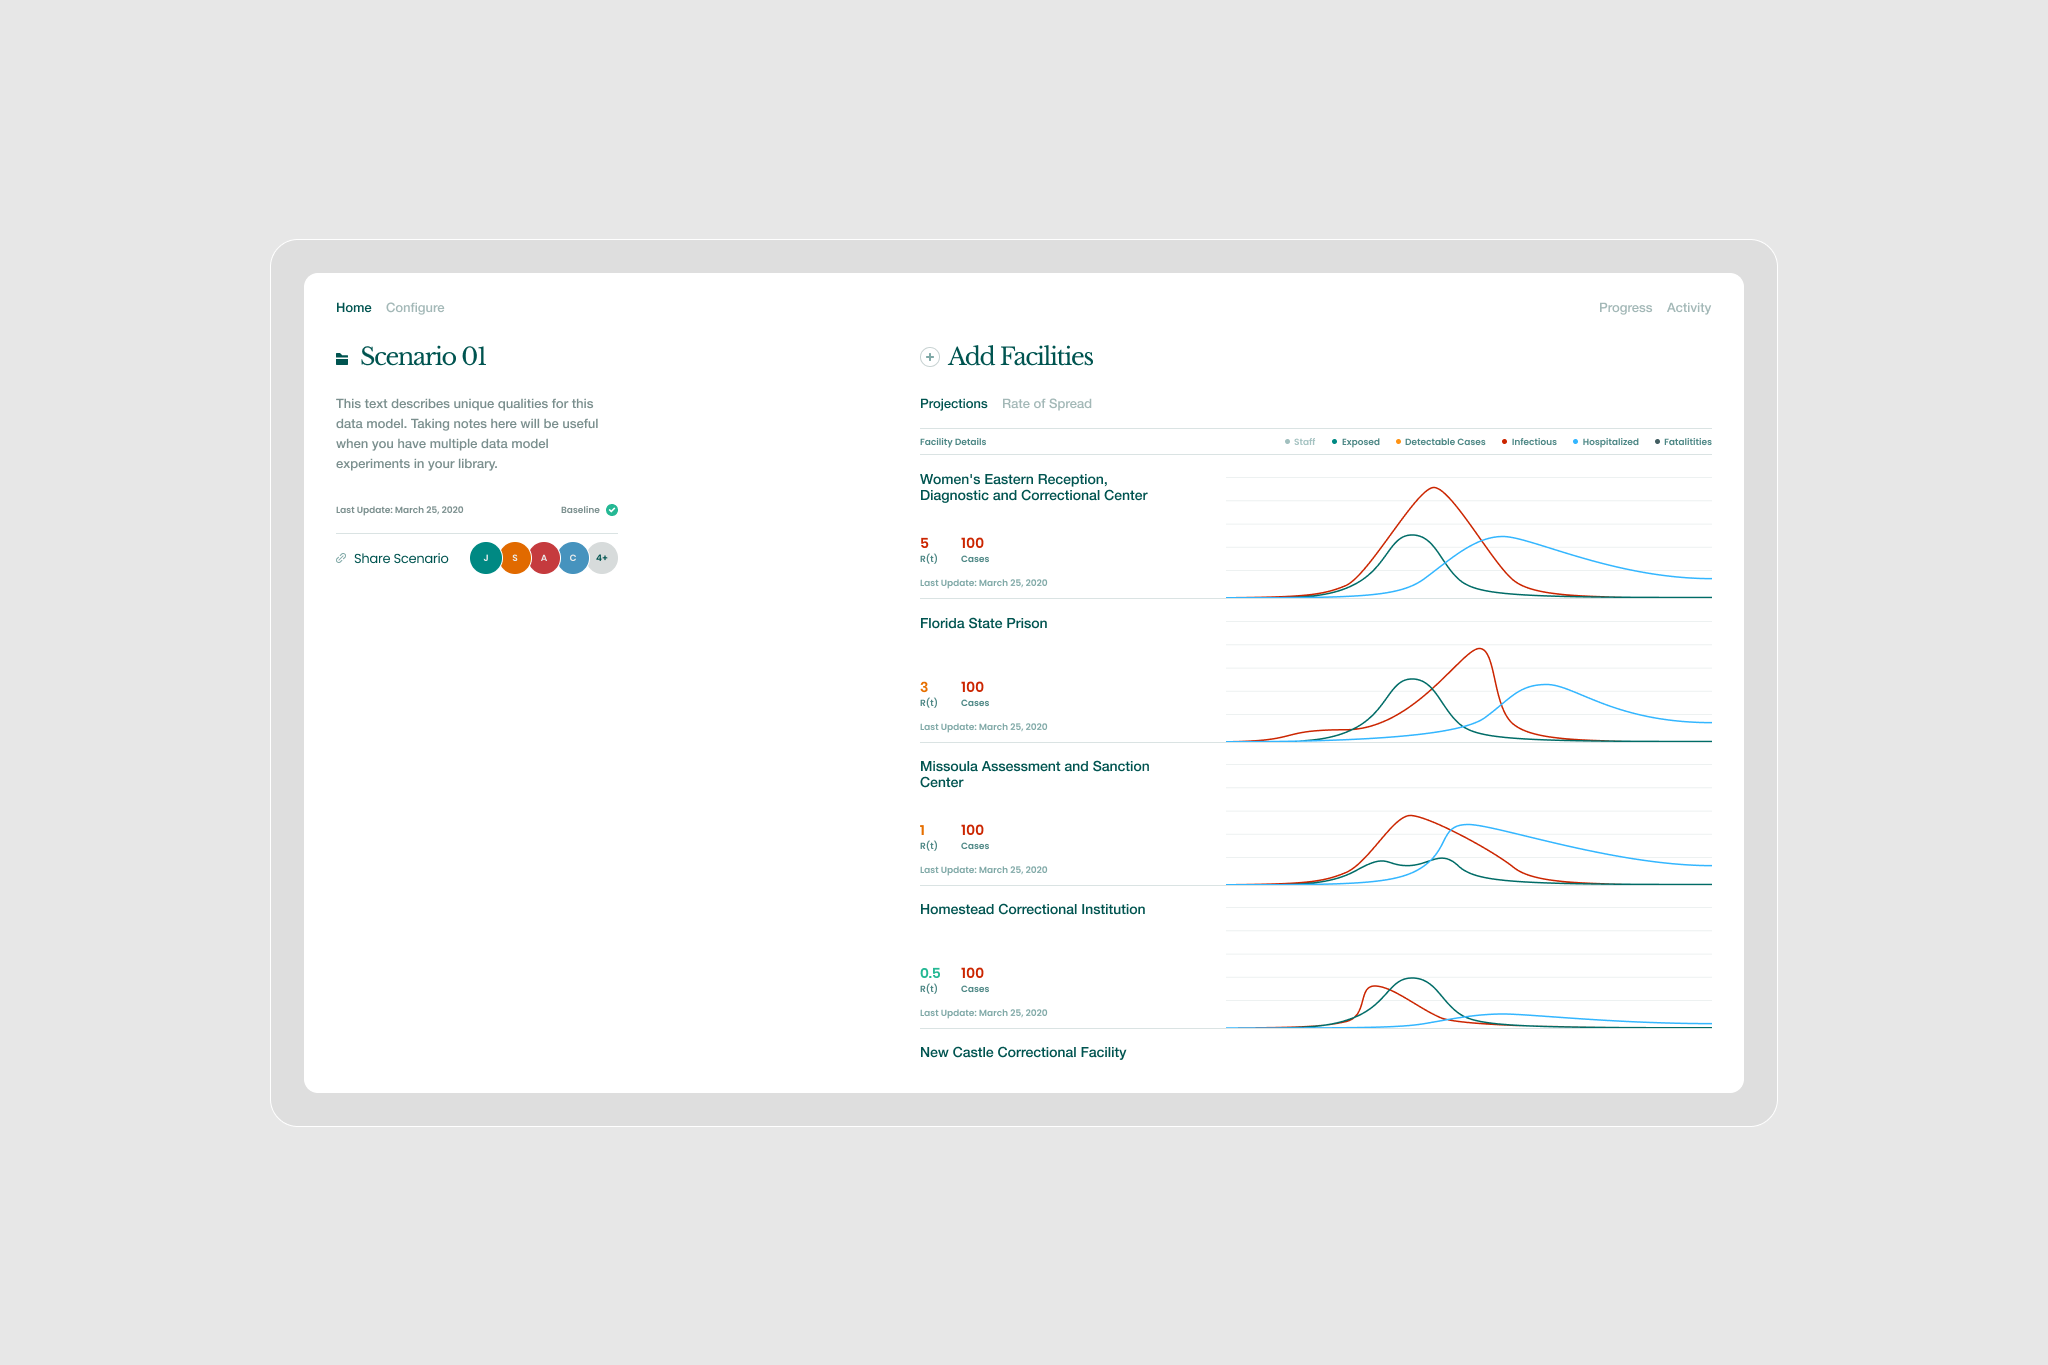 Home Configure
Progress Activity
Scenario 01
This text describes unique qualities for this
data model. Taking notes here will be useful
when you have multiple data model
experiments in your library.
Last Update: March 25, 2020
Baseline
Share Scenario
J S A C 4+
Add Facilities
Projections Rate of Spread
Facility Details
Staff Exposed Detectable Cases Infectious Hospitalized Fatalitities
Women's Eastern Reception,
Diagnostic and Correctional Center
5 100
R(t) Cases
Last Update: March 25, 2020
Florida State Prison
3 100
R(t) Cases
Last Update: March 25, 2020
Missoula Assessment and Sanction
Center
1 100
R(t) Cases
Last Update: March 25, 2020
Homestead Correctional Institution
0.5 100
R(t) Cases
Last Update: March 25, 2020
New Castle Correctional Facility